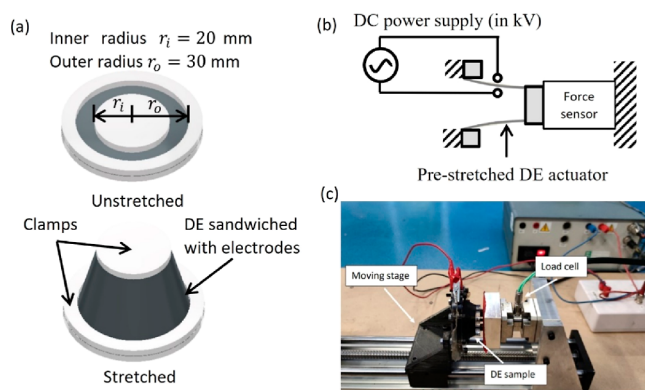 (a)
Inner radius r_i = 20 mm
Outer radius r_o = 30 mm
r_i r_o
Unstretched
Clamps
DE sandwiched
with electrodes
Stretched
(b)
DC power supply (in kV)
Force
sensor
Pre-stretched DE actuator
(c)
Moving stage
Load cell
DE sample